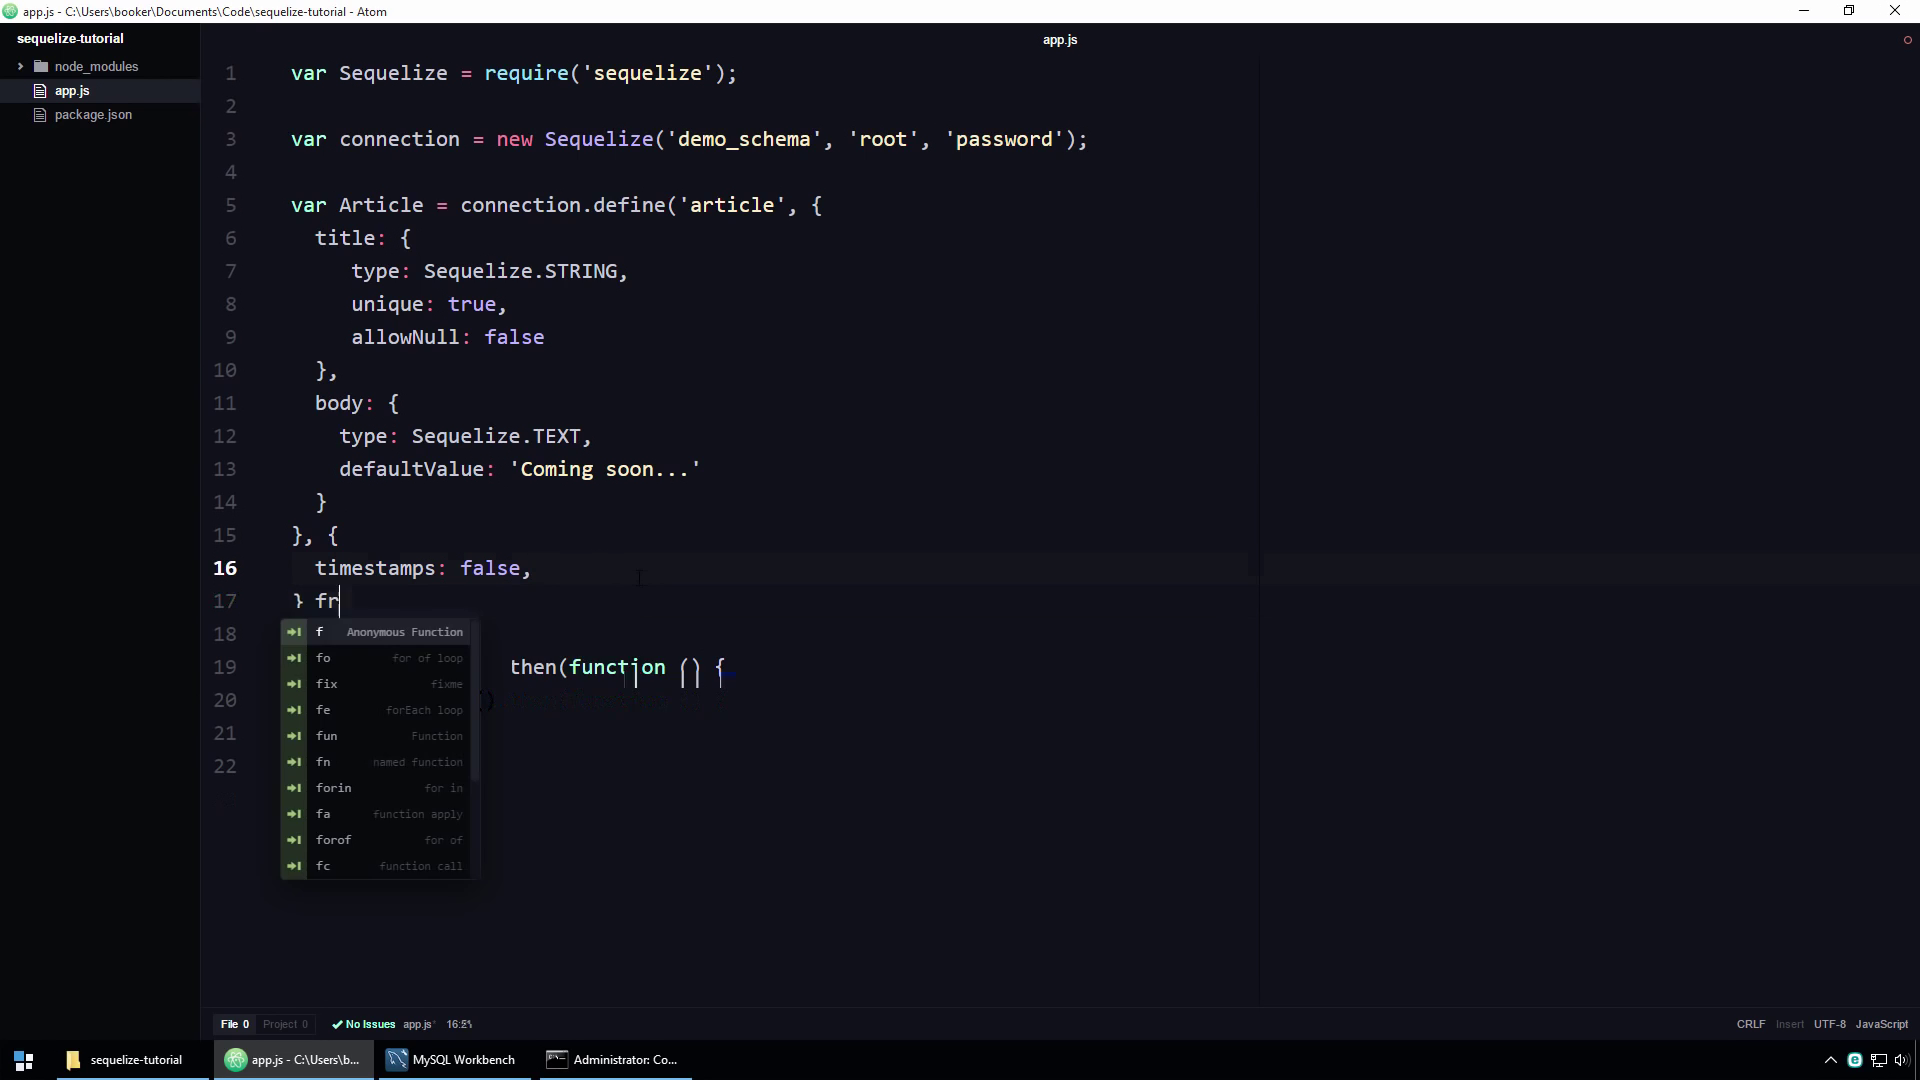 app.js - C:\Users\booker\Documents\Code\sequelize-tutorial - Atom
sequelize-tutorial
node_modules
app.js
package.json
app.js
1 var Sequelize = require('sequelize');
2
3 var connection = new Sequelize('demo_schema', 'root', 'password');
4
5 var Article = connection.define('article', {
6 title: {
7 type: Sequelize.STRING,
8 unique: true,
9 allowNull: false
10 },
11 body: {
12 type: Sequelize.TEXT,
13 defaultValue: 'Coming soon...'
14 }
15 }, {
16 timestamps: false,
17 } fr
18
19 then(function () {
20
21
22
f Anonymous Function
fo for of loop
fix fixme
fe forEach loop
fun Function
fn named function
forin for in
fa function apply
forof for of
fc function call
File 0 Project 0 No Issues app.js
CRLF Insert UTF-8 JavaScript
sequelize-tutorial
app.js - C:\Users\b...
MySQL Workbench
Administrator: Co...